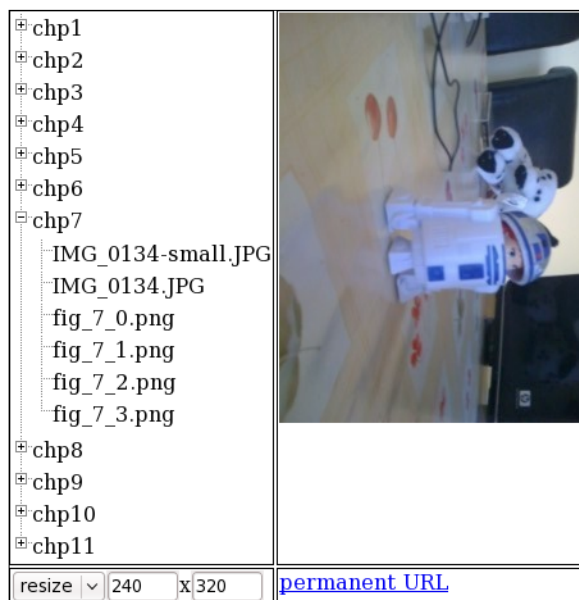 chp1
chp2
chp3
chp4
chp5
chp6
chp7
IMG_0134-small.JPG
IMG_0134.JPG
fig_7_0.png
fig_7_1.png
fig_7_2.png
fig_7_3.png
chp8
chp9
chp10
chp11
resize 240 x 320 permanent URL